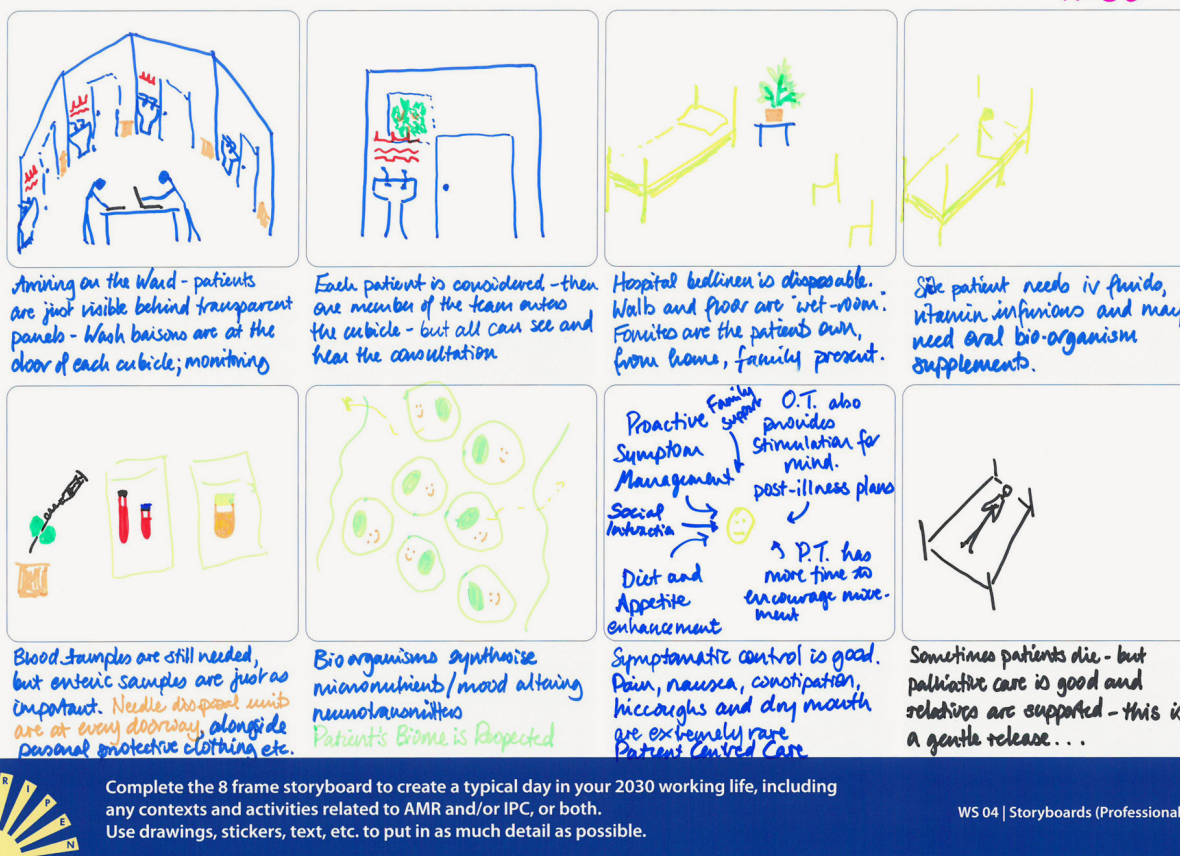 Arriving on the Ward - patients
are just visible behind transparent
panels - Wash baisons are at the
door of each cubicle; monitoring
Each patient is considered - then
one member of the team enters
the cubicle - but all can see and
hear the consultation
Hospital bedlinen is disposable.
Walls and floor are 'wet-room'.
Fomites are the patients own,
from home, family present.
patient needs iv fluids,
vitamin infusions and may
need oral bio-organism
supplements.
Proactive
Symptom
Management
Family
support
O.T. also
provides
stimulation for
mind.
post-illness plans
Social
Interaction
Diet and
Appetite
enhancement
P.T. has
more time to
encourage move-
ment
Blood samples are still needed,
but enteric samples are just as
important. Needle disposal units
are at every doorway, alongside
personal protective clothing etc.
Bioorganisms synthesise
micronutrient/mood altering
neurotransmitters
Patient's Biome is Respected
Symptomatic control is good.
Pain, nausea, constipation,
hiccoughs and dry mouth
are extremely rare
Patient Centred Care
Sometimes patients die - but
palliative care is good and
relatives are supported - this is
a gentle release...
R I P E N
Complete the 8 frame storyboard to create a typical day in your 2030 working life, including
any contexts and activities related to AMR and/or IPC, or both.
Use drawings, stickers, text, etc. to put in as much detail as possible.
WS 04 | Storyboards (Professional